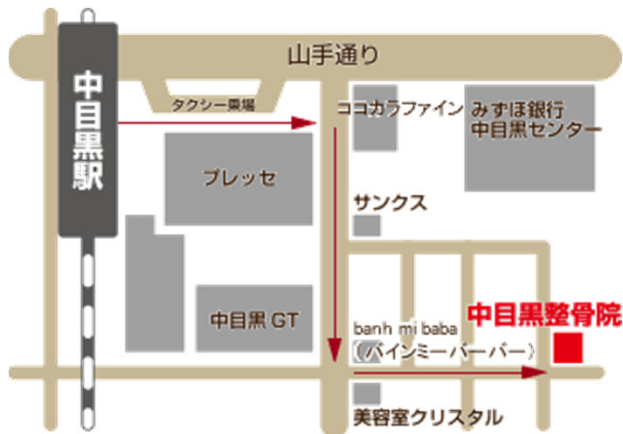 山手通り
中目黒駅
タクシー乗場
ココカラファイン
みずほ銀行
中目黒センター
プレッセ
サンクス
中目黒GT
中目黒整骨院
banh mi baba
(バインミーバーバー)
美容室クリスタル